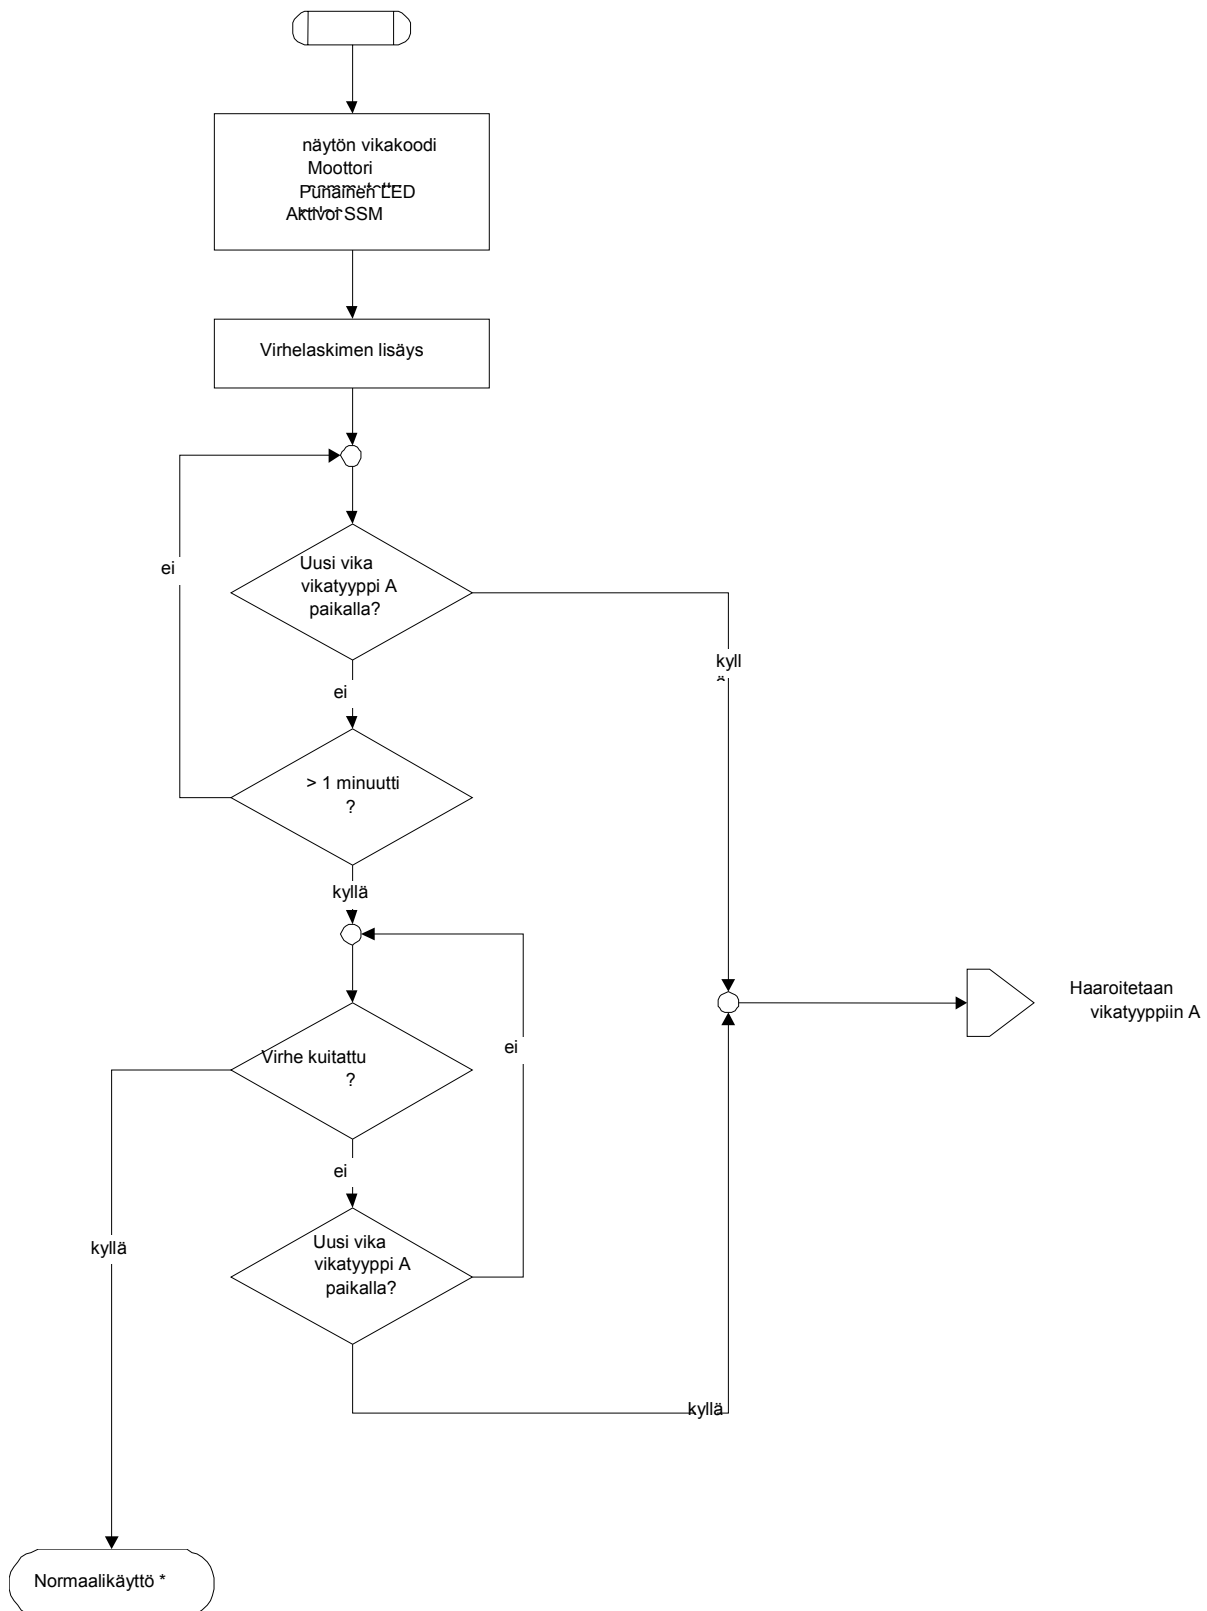 näytön vikakoodi
Moottori
Punainen LED
Aktivoi SSM
Virhelaskimen lisäys
ei
Uusi vika
vikatyyppi A
paikalla?
kyll
ei
> 1 minuutti
?
kyllä
Haaroitetaan
vikatyyppiin A
ei
Virhe kuitattu
?
ei
kyllä
Uusi vika
vikatyyppi A
paikalla?
kyllä
Normaalikäyttö *